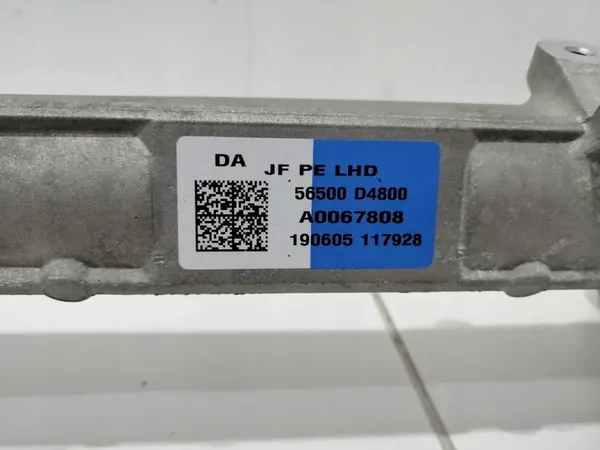 DA
JF PE LHD
56500 D4800
A0067808
190605 117928